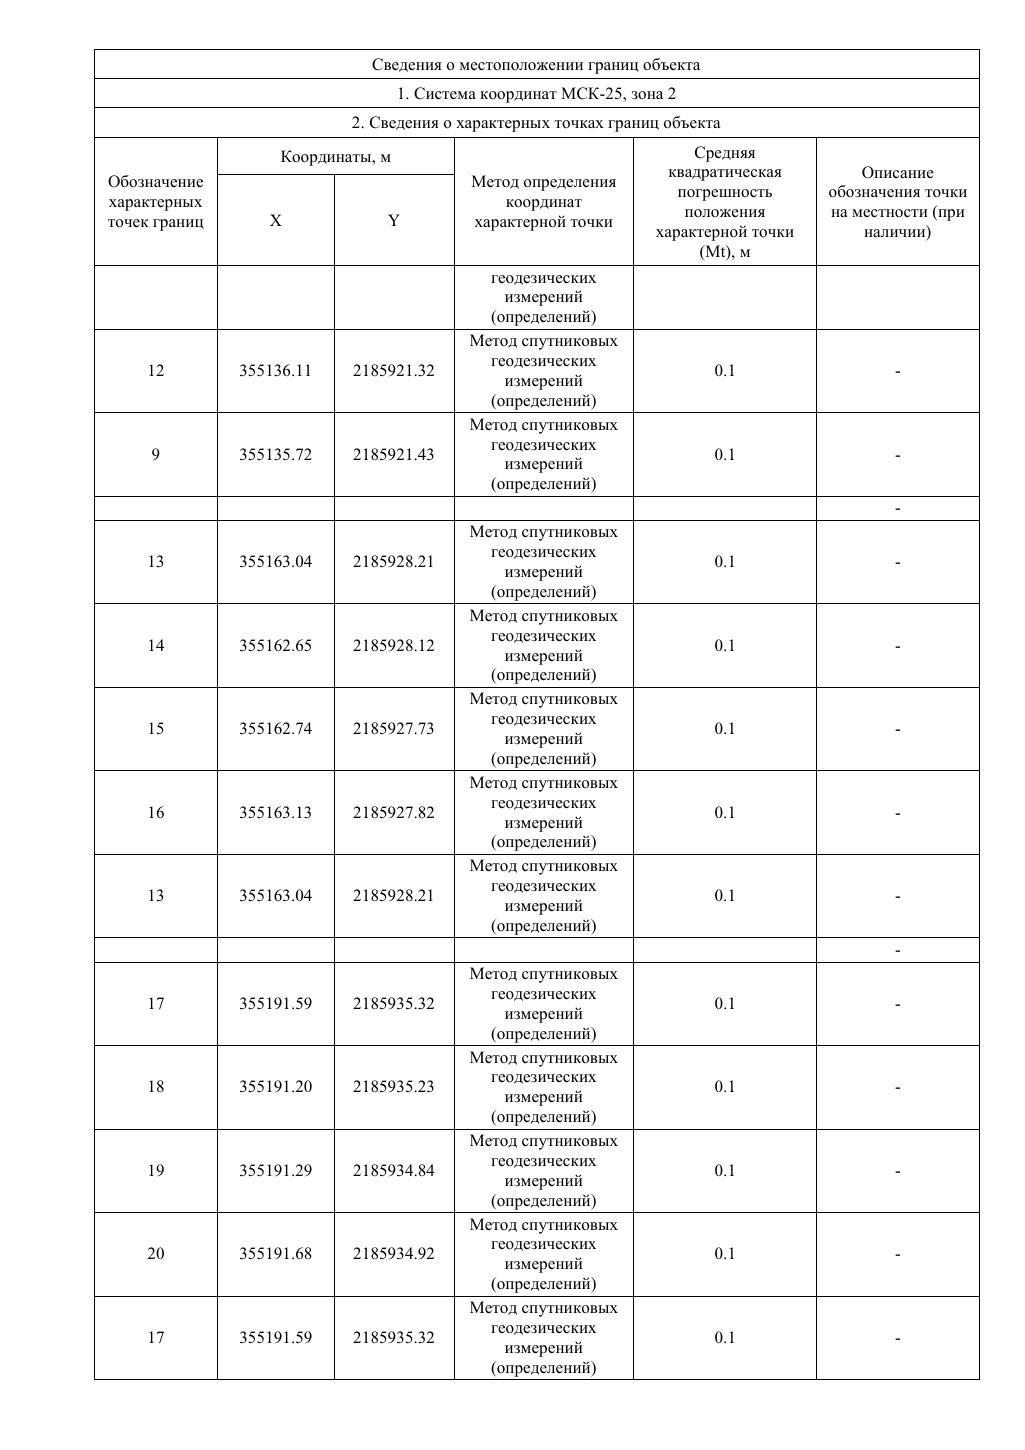 Сведения о местоположении границ объекта
1. Система координат МСК-25, зона 2
2. Сведения о характерных точках границ объекта
Обозначение
характерных
точек границ
Координаты, м
X
Y
Метод определения
координат
характерной точки
Средняя
квадратическая
погрешность
положения
характерной точки
(Mt), м
Описание
обозначения точки
на местности (при
наличии)
геодезических
измерений
(определений)
12 355136.11 2185921.32 Метод спутниковых
геодезических
измерений
(определений) 0.1 -
9 355135.72 2185921.43 Метод спутниковых
геодезических
измерений
(определений) 0.1 -
-
13 355163.04 2185928.21 Метод спутниковых
геодезических
измерений
(определений) 0.1 -
14 355162.65 2185928.12 Метод спутниковых
геодезических
измерений
(определений) 0.1 -
15 355162.74 2185927.73 Метод спутниковых
геодезических
измерений
(определений) 0.1 -
16 355163.13 2185927.82 Метод спутниковых
геодезических
измерений
(определений) 0.1 -
13 355163.04 2185928.21 Метод спутниковых
геодезических
измерений
(определений) 0.1 -
-
17 355191.59 2185935.32 Метод спутниковых
геодезических
измерений
(определений) 0.1 -
18 355191.20 2185935.23 Метод спутниковых
геодезических
измерений
(определений) 0.1 -
19 355191.29 2185934.84 Метод спутниковых
геодезических
измерений
(определений) 0.1 -
20 355191.68 2185934.92 Метод спутниковых
геодезических
измерений
(определений) 0.1 -
17 355191.59 2185935.32 Метод спутниковых
геодезических
измерений
(определений) 0.1 -